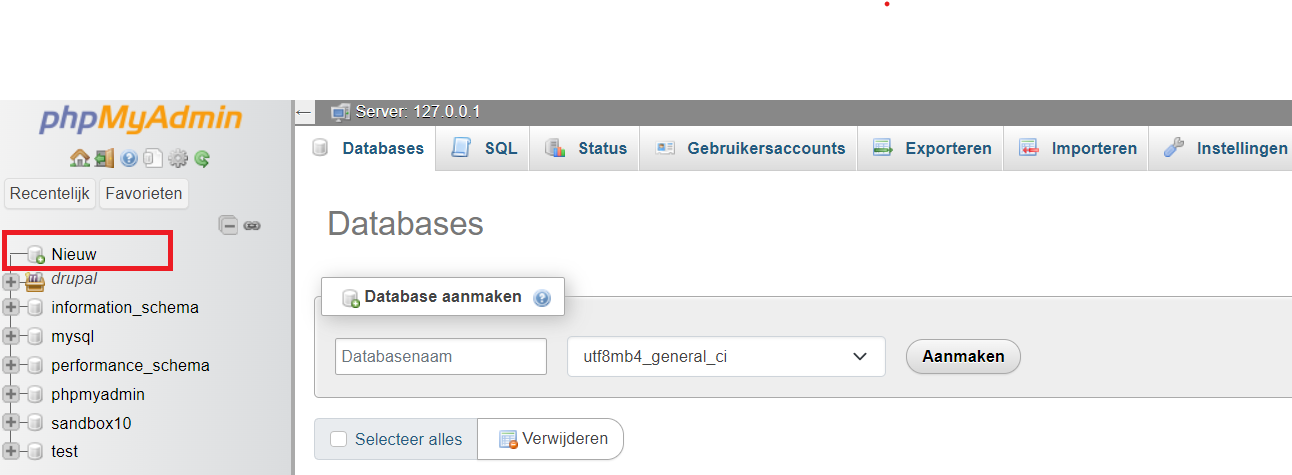 phpMyAdmin
Recentelijk Favorieten
Nieuw
drupal
information_schema
mysql
performance_schema
phpmyadmin
sandbox10
test
Server: 127.0.0.1
Databases SQL Status Gebruikersaccounts Exporteren Importeren Instellingen
Databases
Database aanmaken
Databasenaam utf8mb4_general_ci Aanmaken
Selecteer alles Verwijderen